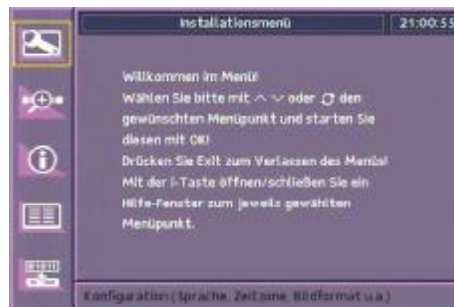 Installationsmenü
21:00:55
Willkommen im Menü!
Wählen Sie bitte mit ︿ ﹀ oder ↻ den
gewünschten Menüpunkt und starten Sie
diesen mit OK!
Drücken Sie Exit zum Verlassen des Menüs!
Mit der i-Taste öffnen/schließen Sie ein
Hilfe-Fenster zum jeweils gewählten
Menüpunkt.
Konfiguration (Sprache, Zeitzone, Bildformat u.a.)